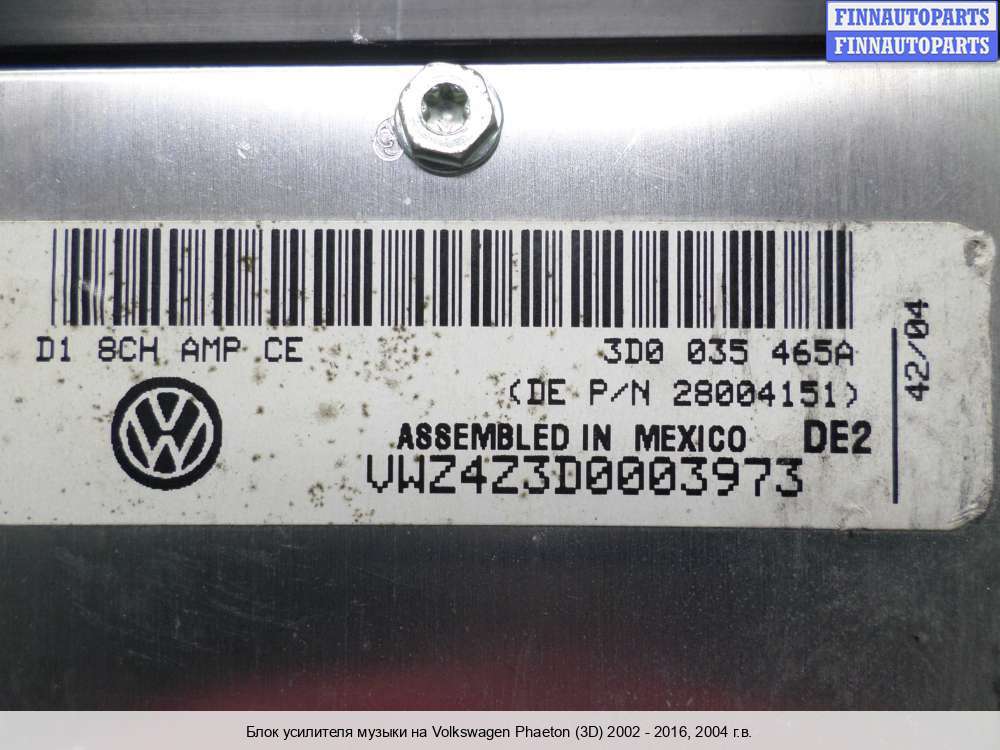 FINNAUTOPARTS
FINNAUTOPARTS
D1 8CH AMP CE
3D0 035 465A
(DE P/N 28004151)
42/04
ASSEMBLED IN MEXICO DE2
VWZ4Z3D0003973
Блок усилителя музыки на Volkswagen Phaeton (3D) 2002 - 2016, 2004 г.в.